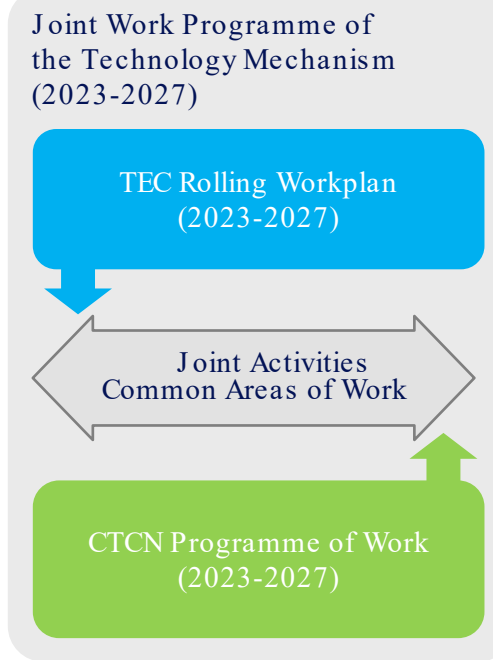 Joint Work Programme of
the Technology Mechanism
(2023-2027)
TEC Rolling Workplan
(2023-2027)
Joint Activities
Common Areas of Work
CTCN Programme of Work
(2023-2027)